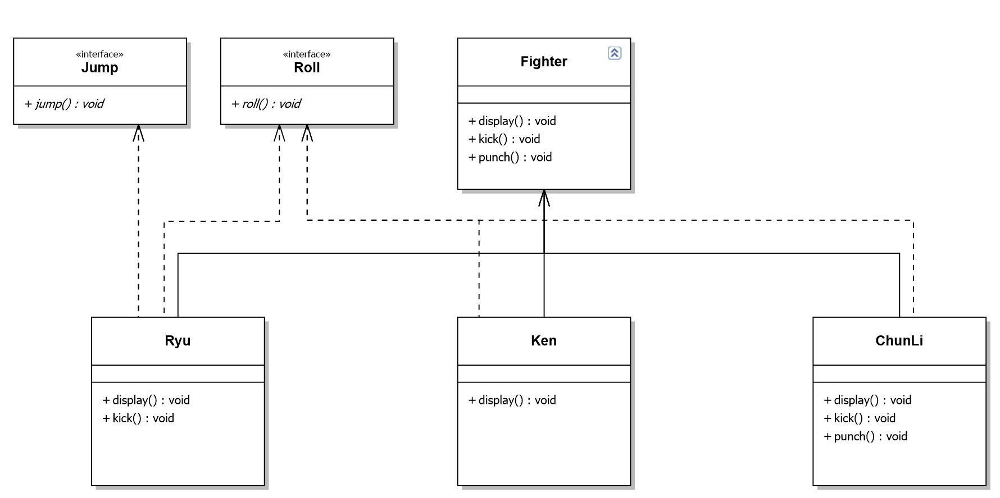 «interface»
Jump
+ jump() : void
«interface»
Roll
+ roll() : void
Fighter
+ display() : void
+ kick() : void
+ punch() : void
Ryu
+ display() : void
+ kick() : void
Ken
+ display() : void
ChunLi
+ display() : void
+ kick() : void
+ punch() : void